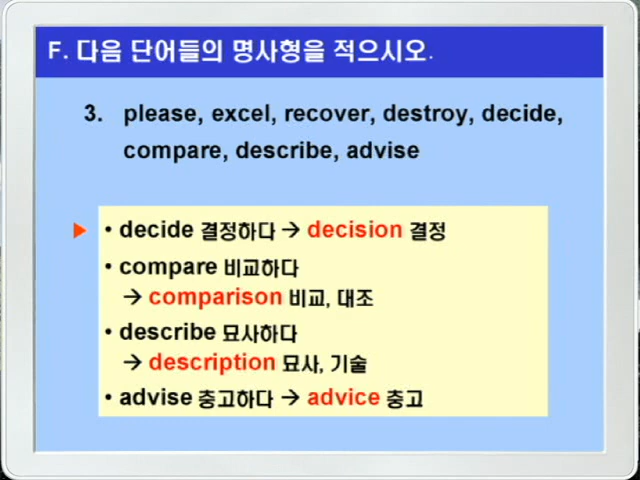 F. 다음 단어들의 명사형을 적으시오.
3. please, excel, recover, destroy, decide,
compare, describe, advise
• decide 결정하다 → decision 결정
• compare 비교하다
→ comparison 비교, 대조
• describe 묘사하다
→ description 묘사, 기술
• advise 충고하다 → advice 충고